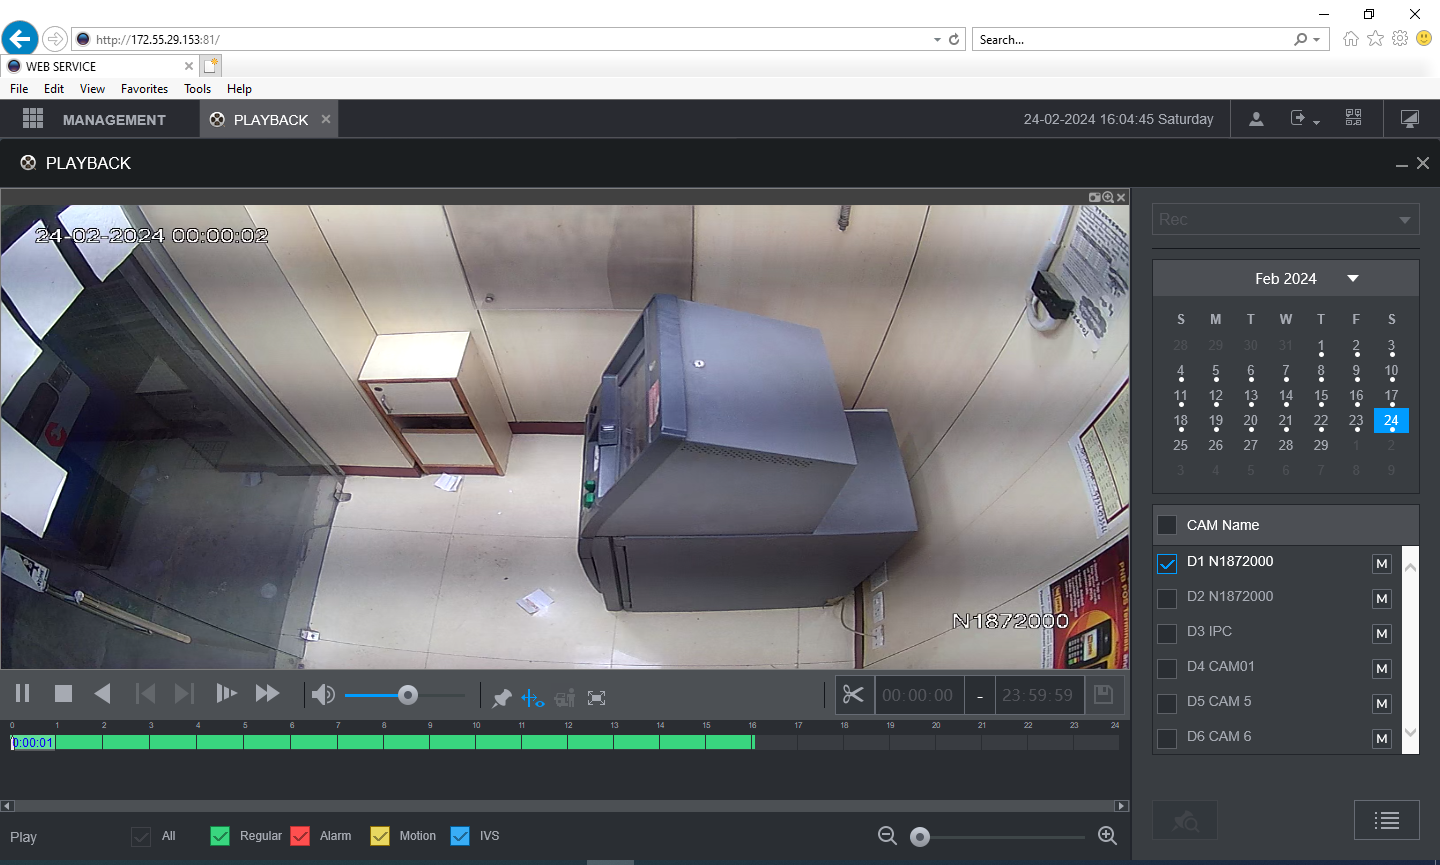 http://172.55.29.153:81/
Search...
WEB SERVICE
File Edit View Favorites Tools Help
MANAGEMENT PLAYBACK 24-02-2024 16:04:45 Saturday
PLAYBACK
24-02-2024 00:00:02
N1872000
PNB POS Terminals
Rec
Feb 2024
S M T W T F S
28 29 30 31 1 2 3
4 5 6 7 8 9 10
11 12 13 14 15 16 17
18 19 20 21 22 23 24
25 26 27 28 29 1 2
3 4 5 6 7 8 9
CAM Name
D1 N1872000 M
D2 N1872000 M
D3 IPC M
D4 CAM01 M
D5 CAM 5 M
D6 CAM 6 M
00:00:00 - 23:59:59
0 1 2 3 4 5 6 7 8 9 10 11 12 13 14 15 16 17 18 19 20 21 22 23 24
0:00:01
Play All Regular Alarm Motion IVS